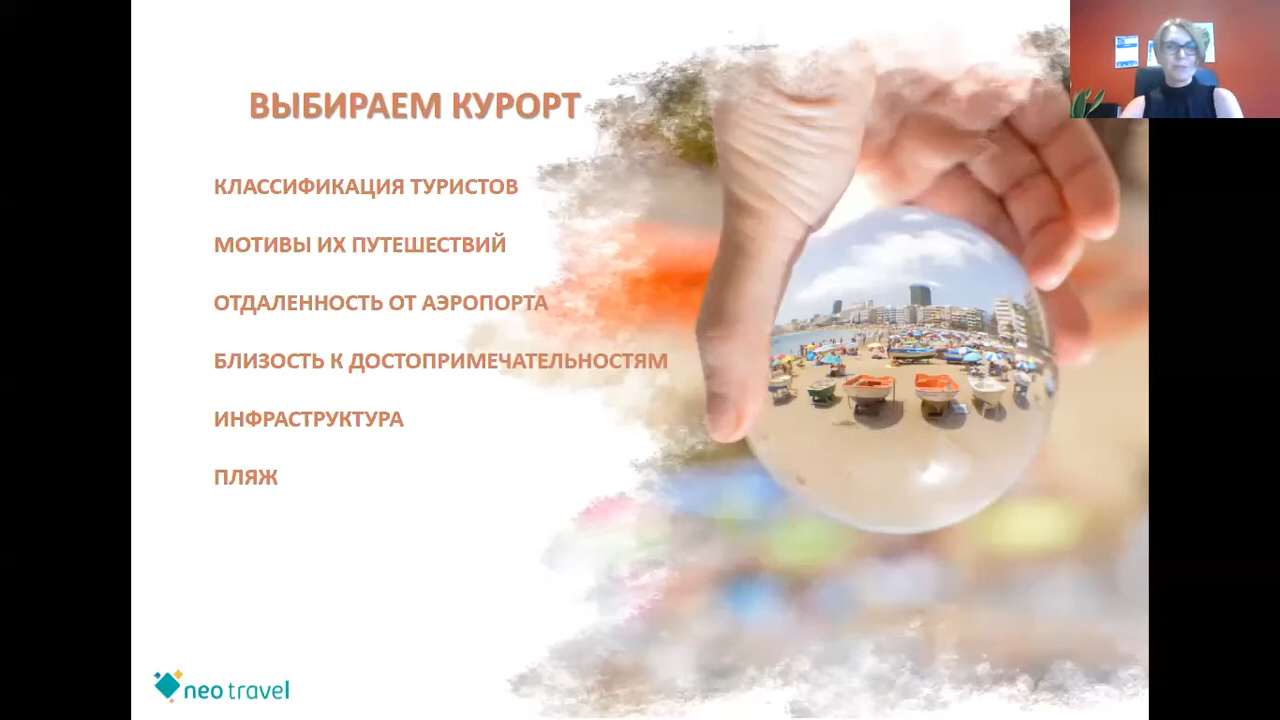 ВЫБИРАЕМ КУРОРТ
КЛАССИФИКАЦИЯ ТУРИСТОВ
МОТИВЫ ИХ ПУТЕШЕСТВИЙ
ОТДАЛЕННОСТЬ ОТ АЭРОПОРТА
БЛИЗОСТЬ К ДОСТОПРИМЕЧАТЕЛЬНОСТЯМ
ИНФРАСТРУКТУРА
ПЛЯЖ
neo travel